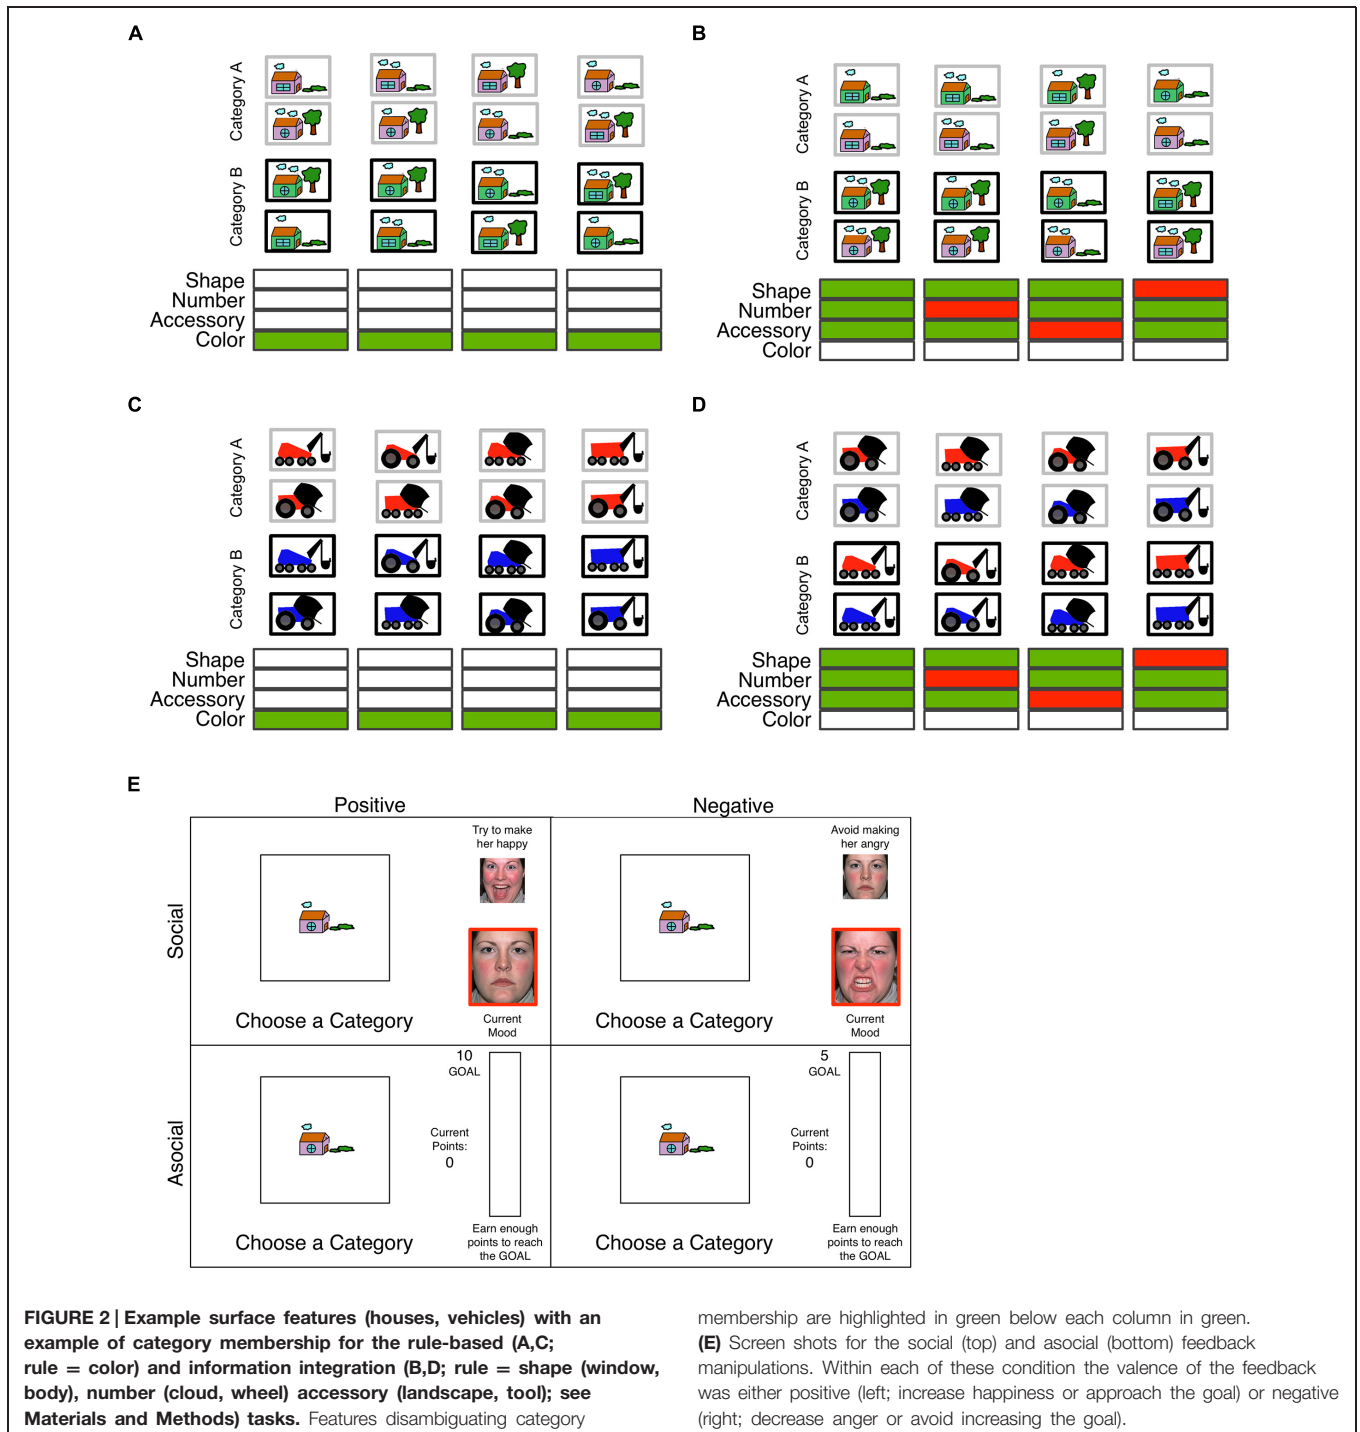 A
Category A
Category B
Shape
Number
Accessory
Color
B
Category A
Category B
Shape
Number
Accessory
Color
C
Category A
Category B
Shape
Number
Accessory
Color
D
Category A
Category B
Shape
Number
Accessory
Color
E
Positive
Negative
Social
Try to make
her happy
Choose a Category
Current
Mood
Avoid making
her angry
Choose a Category
Current
Mood
Asocial
10
GOAL
Current
Points:
0
Choose a Category
Earn enough
points to reach
the GOAL
5
GOAL
Current
Points:
0
Choose a Category
Earn enough
points to reach
the GOAL
FIGURE 2 | Example surface features (houses, vehicles) with an
example of category membership for the rule-based (A,C;
rule = color) and information integration (B,D; rule = shape (window,
body), number (cloud, wheel) accessory (landscape, tool); see
Materials and Methods) tasks. Features disambiguating category
membership are highlighted in green below each column in green.
(E) Screen shots for the social (top) and asocial (bottom) feedback
manipulations. Within each of these condition the valence of the feedback
was either positive (left; increase happiness or approach the goal) or negative
(right; decrease anger or avoid increasing the goal).